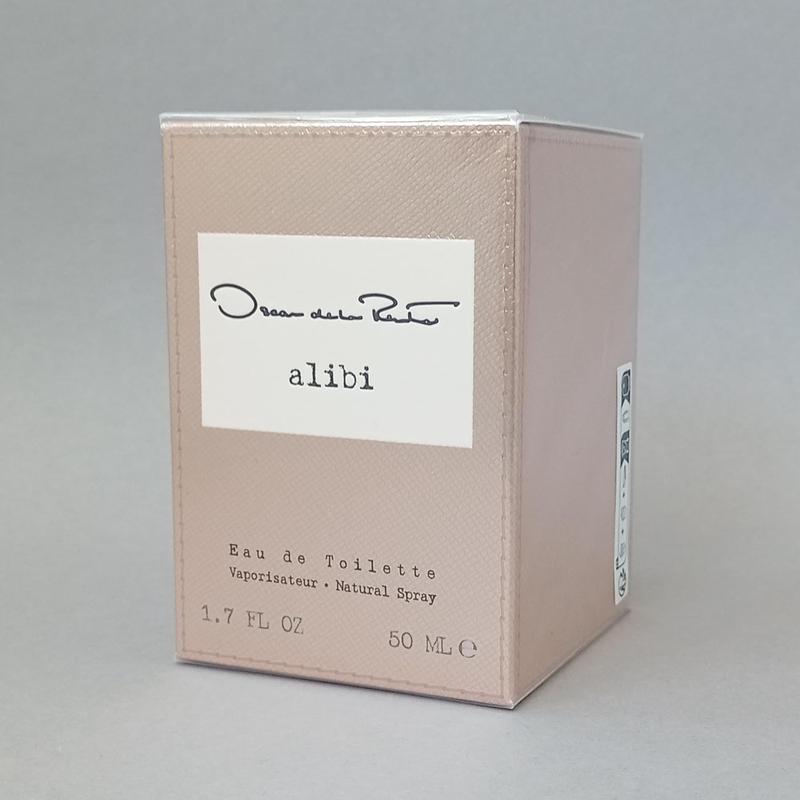 Oscar de la Renta
alibi
Eau de Toilette
Vaporisateur • Natural Spray
1.7 FL OZ
50 ML ℮